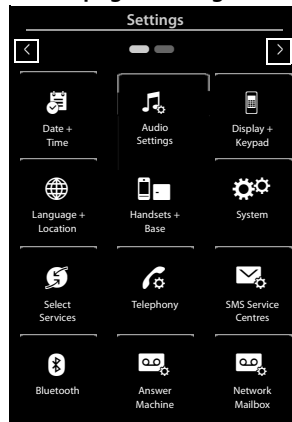 Settings
Date +
Time
Audio
Settings
Display +
Keypad
Language +
Location
Handsets +
Base
System
Select
Services
Telephony
SMS Service
Centres
Bluetooth
Answer
Machine
Network
Mailbox